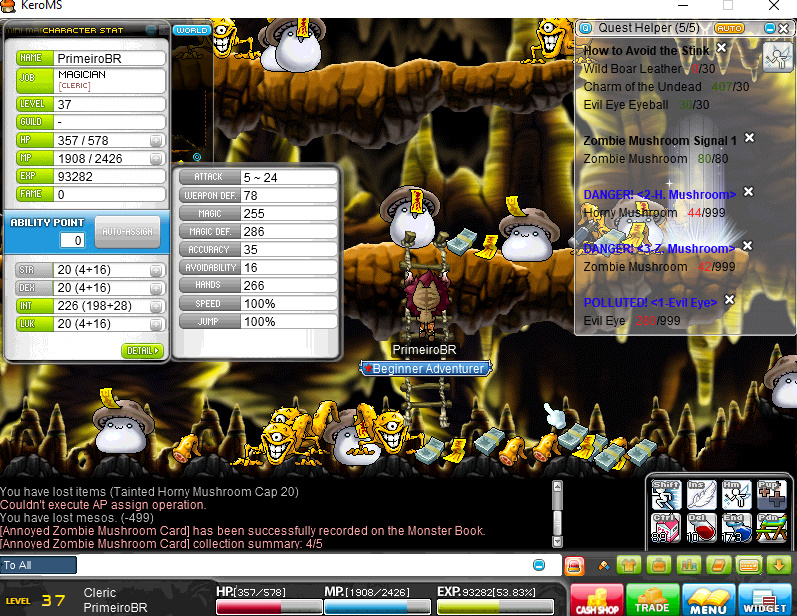 KeroMS
CHARACTER STAT
WORLD
NAME PrimeiroBR
JOB MAGICIAN
[CLERIC]
LEVEL 37
GUILD -
HP 357 / 578
MP 1908 / 2426
EXP 93282
FAME 0
ABILITY POINT
0
AUTO-ASSIGN
STR 20 (4+16)
DEX 20 (4+16)
INT 226 (198+28)
LUK 20 (4+16)
DETAIL
ATTACK 5 ~ 24
WEAPON DEF. 78
MAGIC 255
MAGIC DEF. 286
ACCURACY 35
AVOIDABILITY 16
HANDS 266
SPEED 100%
JUMP 100%
Quest Helper (5/5) AUTO
How to Avoid the Stink
Wild Boar Leather /30
Charm of the Undead 407/30
Evil Eye Eyeball /30
Zombie Mushroom Signal 1
Zombie Mushroom 80/80
DANGER! <2-H. Mushroom>
Horny Mushroom 44/999
DANGER! <3-Z. Mushroom>
Zombie Mushroom 42/999
POLLUTED! <1-Evil Eye>
Evil Eye /999
PrimeiroBR
Beginner Adventurer
You have lost items (Tainted Horny Mushroom Cap 20)
Couldn't execute AP assign operation.
You have lost mesos. (-499)
[Annoyed Zombie Mushroom Card] has been successfully recorded on the Monster Book.
[Annoyed Zombie Mushroom Card] collection summary: 4/5
Shift Ins Hm Pup
Ctrl Del End Pdn
To All
LEVEL 37
Cleric
PrimeiroBR
HP.[357/578]
MP.[1908/2426]
EXP.93282[53.83%]
CASH SHOP
TRADE
MENU
WIDGET